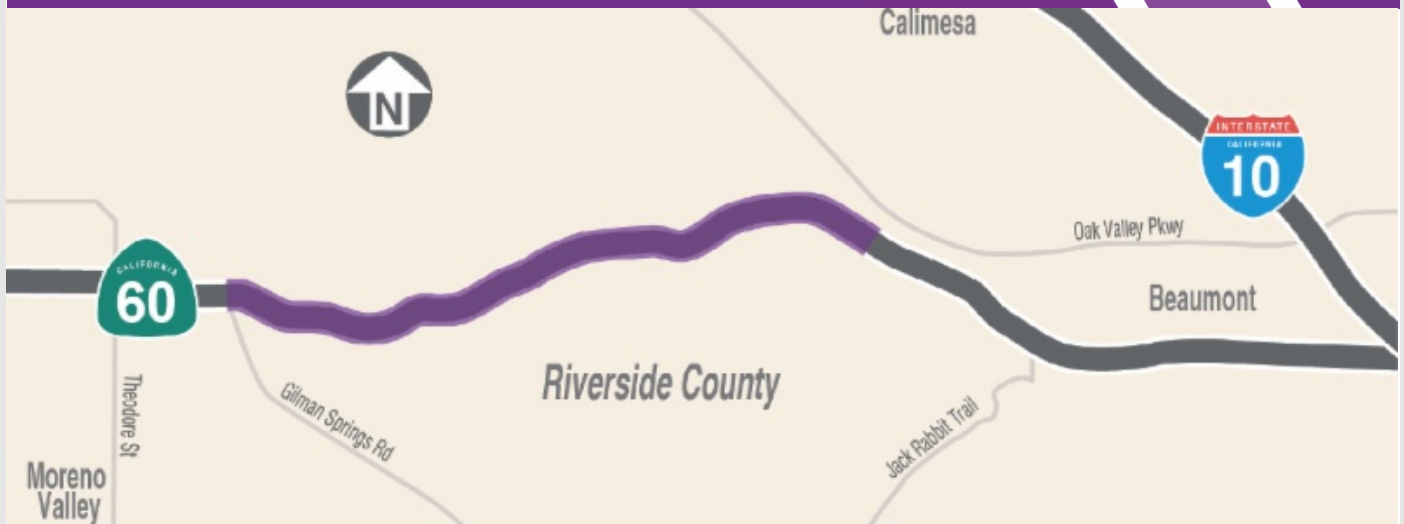 Calimesa
N
INTERSTATE
CALIFORNIA
10
Oak Valley Pkwy
CALIFORNIA
60
Beaumont
Riverside County
Theodore St
Gilman Springs Rd
Jack Rabbit Trail
Moreno
Valley